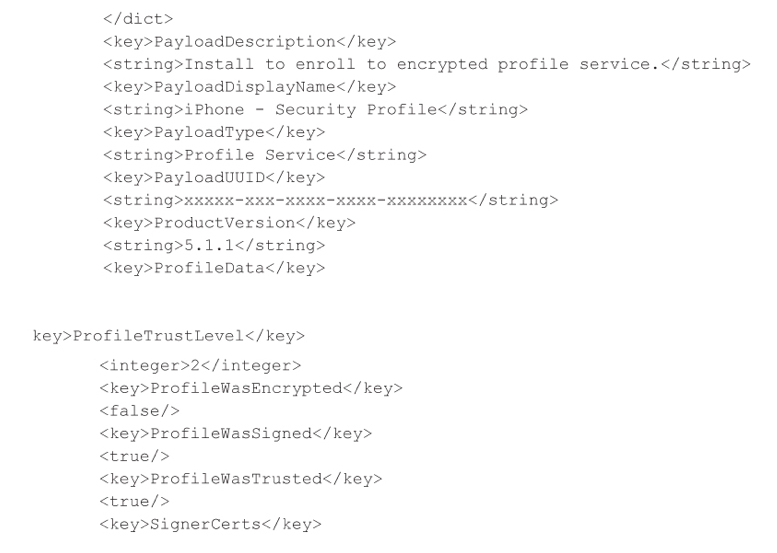 </dict>
<key>PayloadDescription</key>
<string>Install to enroll to encrypted profile service.</string>
<key>PayloadDisplayName</key>
<string>iPhone - Security Profile</string>
<key>PayloadType</key>
<string>Profile Service</string>
<key>PayloadUUID</key>
<string>xxxxx-xxx-xxxx-xxxx-xxxxxxxx</string>
<key>ProductVersion</key>
<string>5.1.1</string>
<key>ProfileData</key>
key>ProfileTrustLevel</key>
<integer>2</integer>
<key>ProfileWasEncrypted</key>
<false/>
<key>ProfileWasSigned</key>
<true/>
<key>ProfileWasTrusted</key>
<true/>
<key>SignerCerts</key>